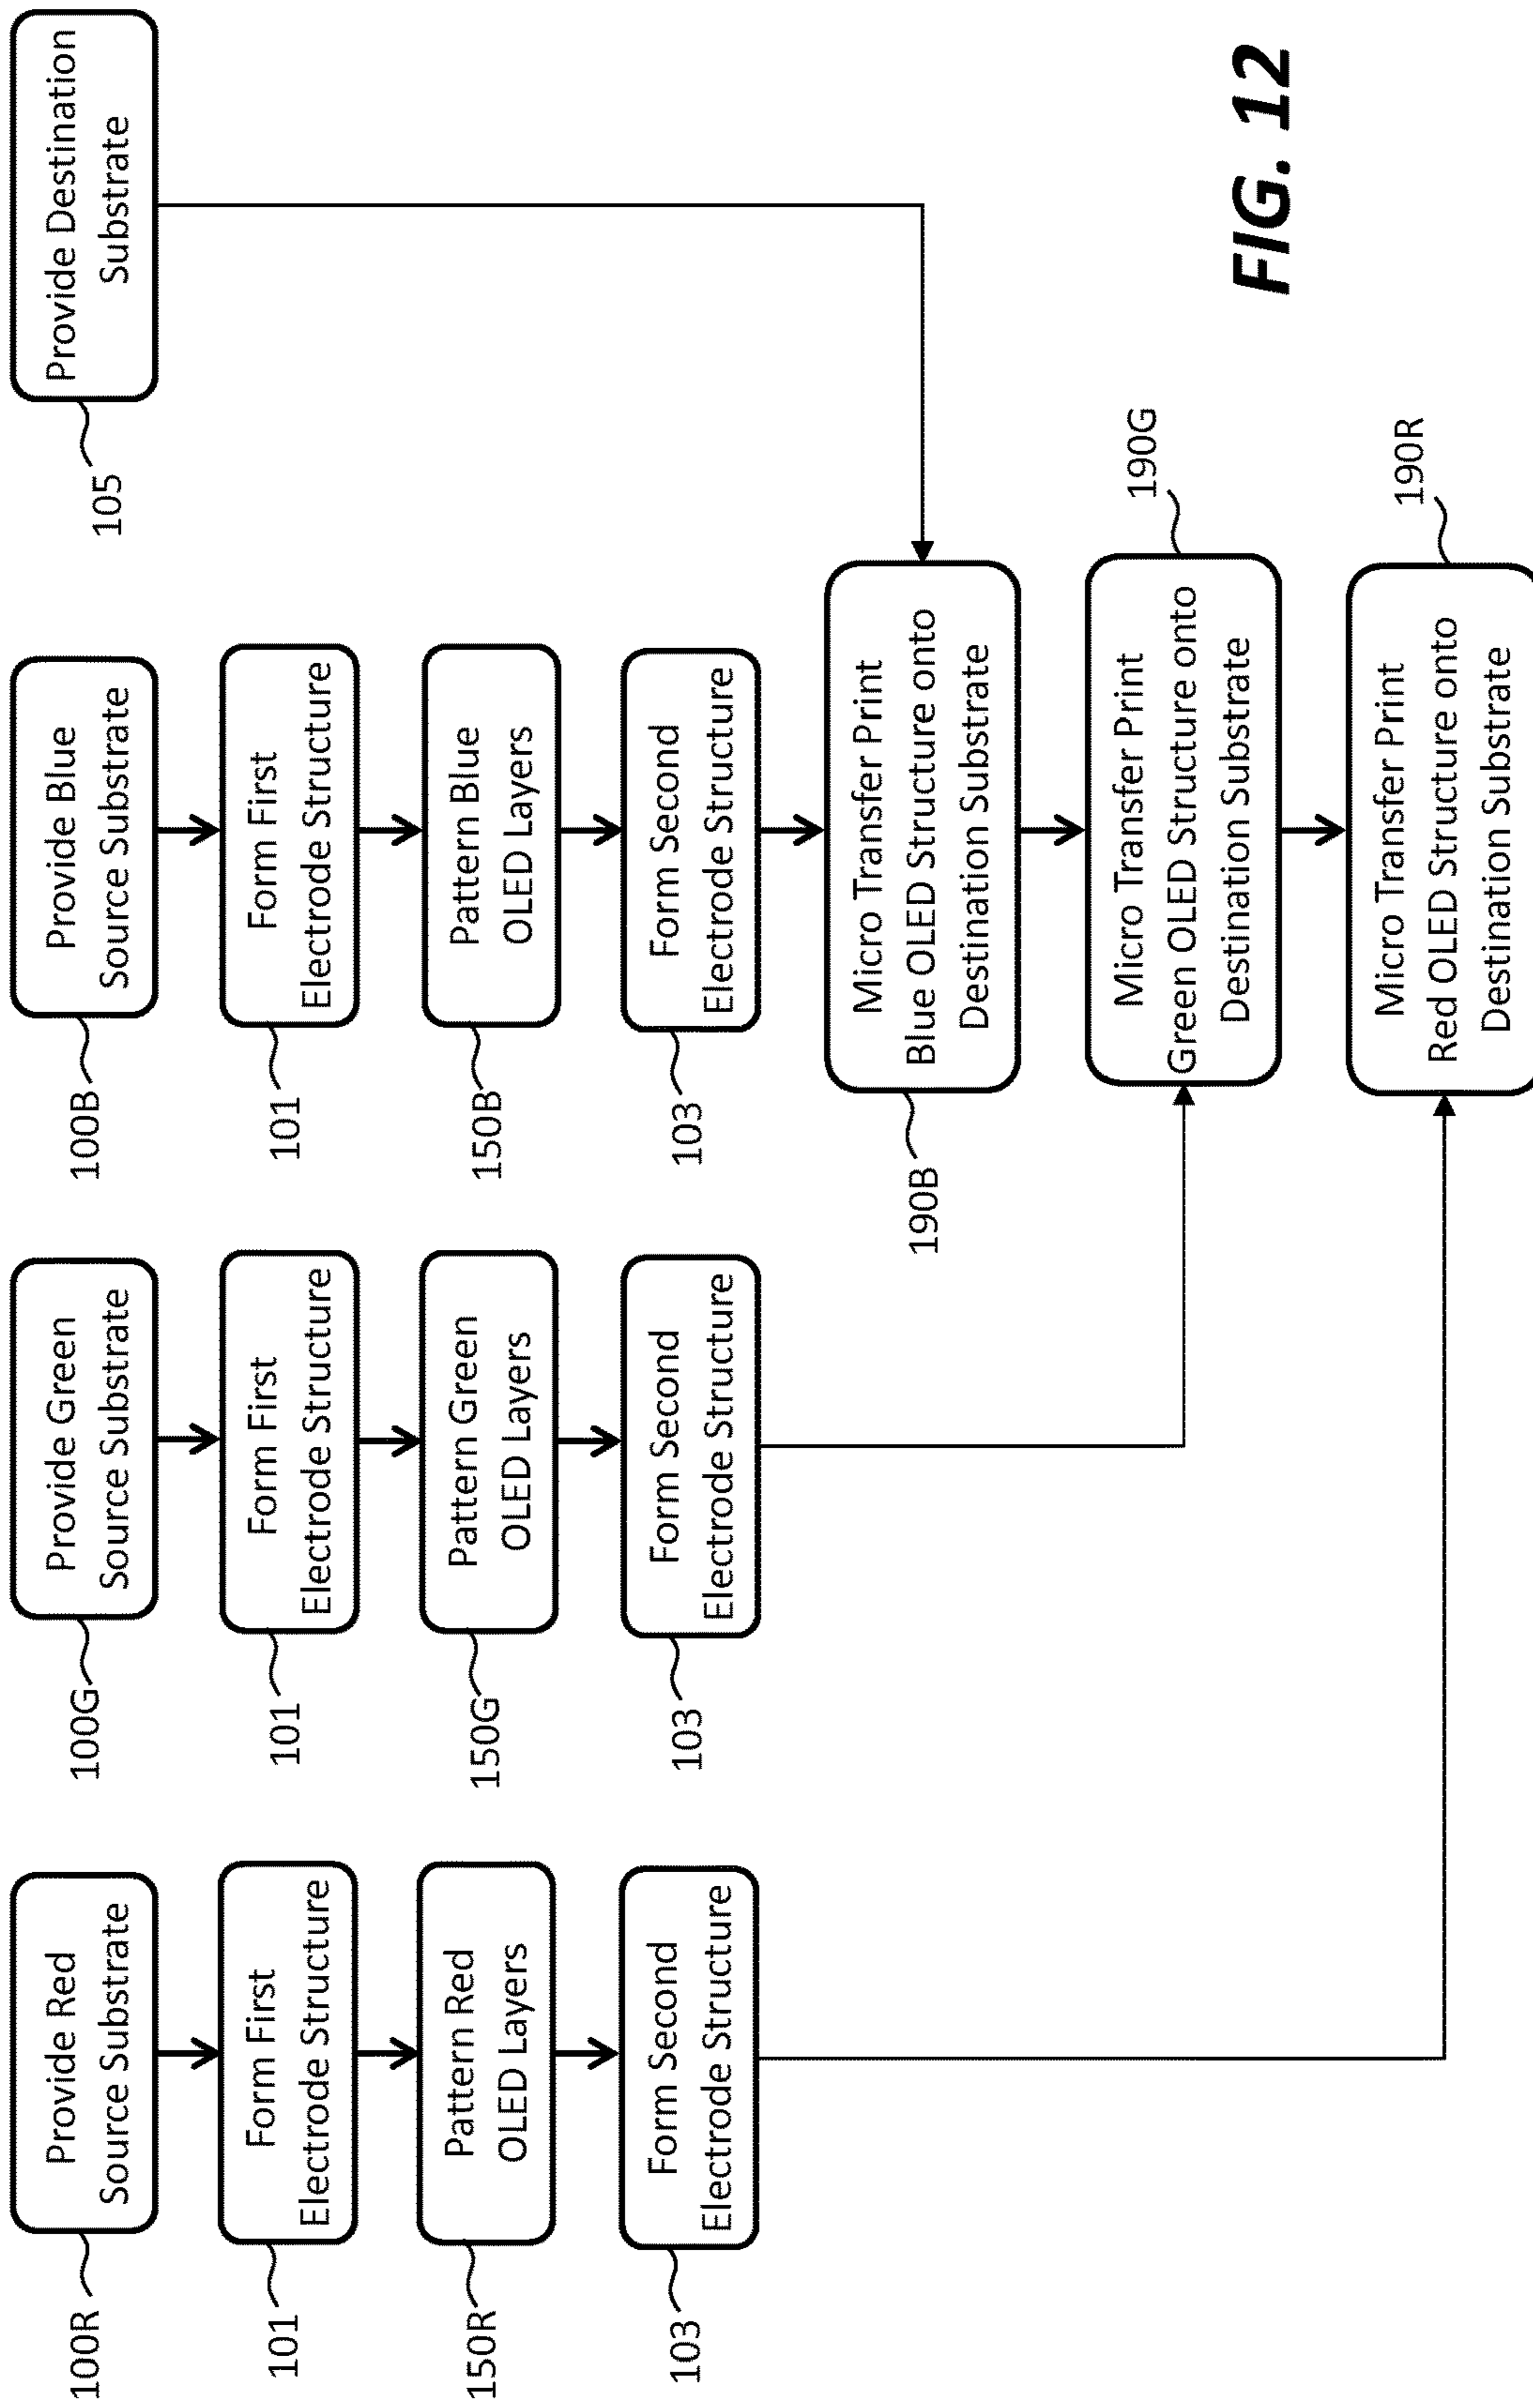 100R
Provide Red
Source Substrate
100G
Provide Green
Source Substrate
100B
Provide Blue
Source Substrate
105
Provide Destination
Substrate
101
Form First
Electrode Structure
101
Form First
Electrode Structure
101
Form First
Electrode Structure
150R
Pattern Red
OLED Layers
150G
Pattern Green
OLED Layers
150B
Pattern Blue
OLED Layers
103
Form Second
Electrode Structure
103
Form Second
Electrode Structure
103
Form Second
Electrode Structure
190B
Micro Transfer Print
Blue OLED Structure onto
Destination Substrate
190G
Micro Transfer Print
Green OLED Structure onto
Destination Substrate
190R
Micro Transfer Print
Red OLED Structure onto
Destination Substrate
FIG. 12